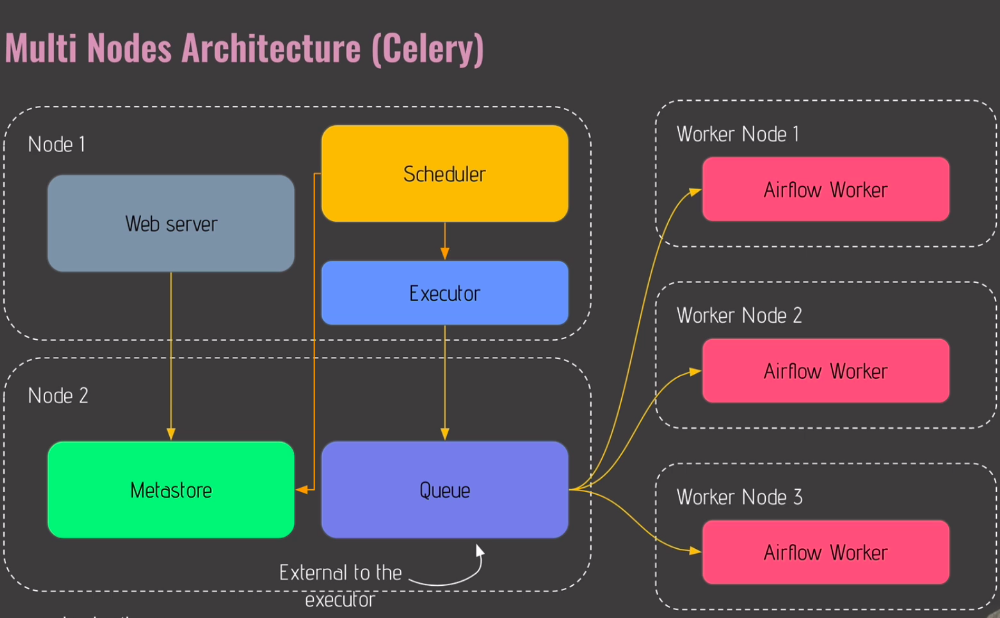 Multi Nodes Architecture (Celery)
Node 1
Web server
Scheduler
Executor
Node 2
Metastore
Queue
External to the
executor
Worker Node 1
Airflow Worker
Worker Node 2
Airflow Worker
Worker Node 3
Airflow Worker